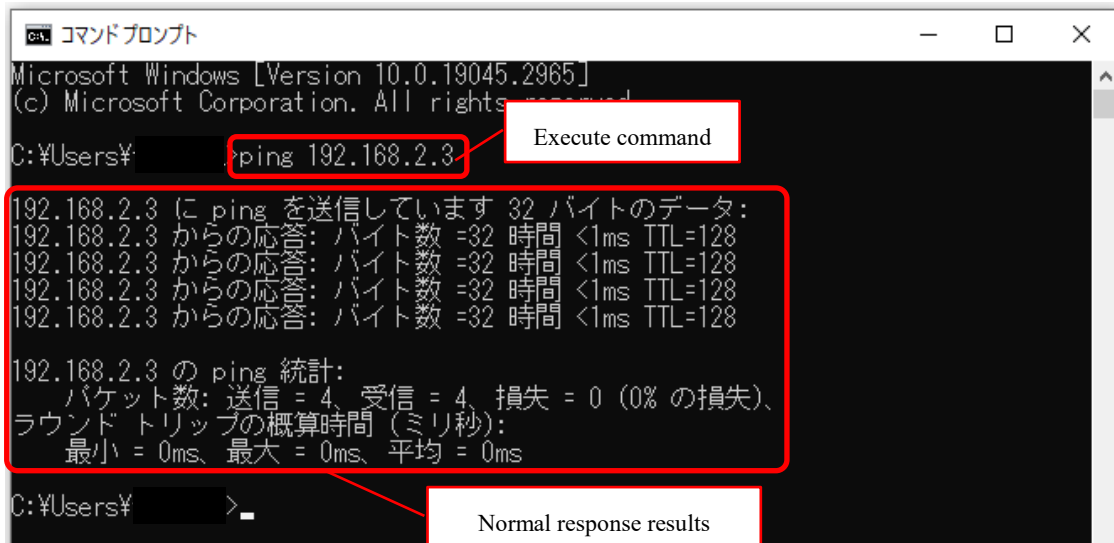 コマンド プロンプト
Microsoft Windows [Version 10.0.19045.2965]
(c) Microsoft Corporation. All rights
Execute command
C:¥Users¥ >ping 192.168.2.3
192.168.2.3 に ping を送信しています 32 バイトのデータ:
192.168.2.3 からの応答: バイト数 =32 時間 <1ms TTL=128
192.168.2.3 からの応答: バイト数 =32 時間 <1ms TTL=128
192.168.2.3 からの応答: バイト数 =32 時間 <1ms TTL=128
192.168.2.3 からの応答: バイト数 =32 時間 <1ms TTL=128
192.168.2.3 の ping 統計:
パケット数: 送信 = 4、受信 = 4、損失 = 0 (0% の損失)、
ラウンド トリップの概算時間 (ミリ秒):
最小 = 0ms、最大 = 0ms、平均 = 0ms
C:¥Users¥ >
Normal response results